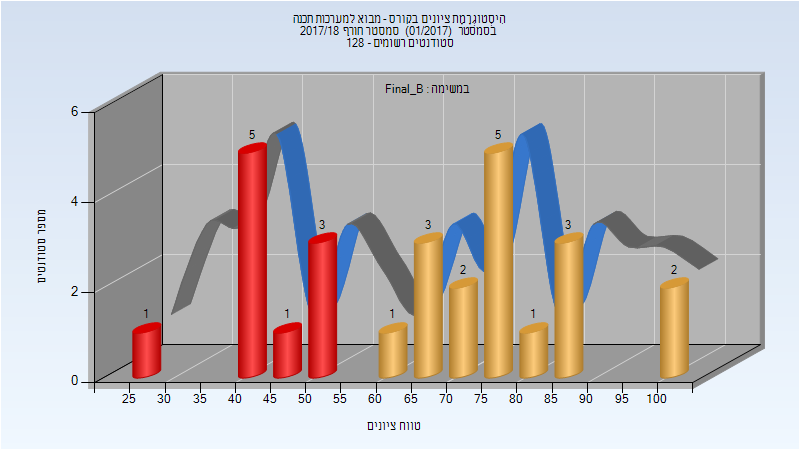 היסטוגרמת ציונים בקורס - מבוא למערכות תכנה
בסמסטר (01/2017) סמסטר חורף 2017/18
סטודנטים רשומים - 128
במשימה : Final_B
מספר סטודנטים
6
4
2
0
1
5
1
3
1
3
2
5
1
3
2
25 30 35 40 45 50 55 60 65 70 75 80 85 90 95 100
טווח ציונים